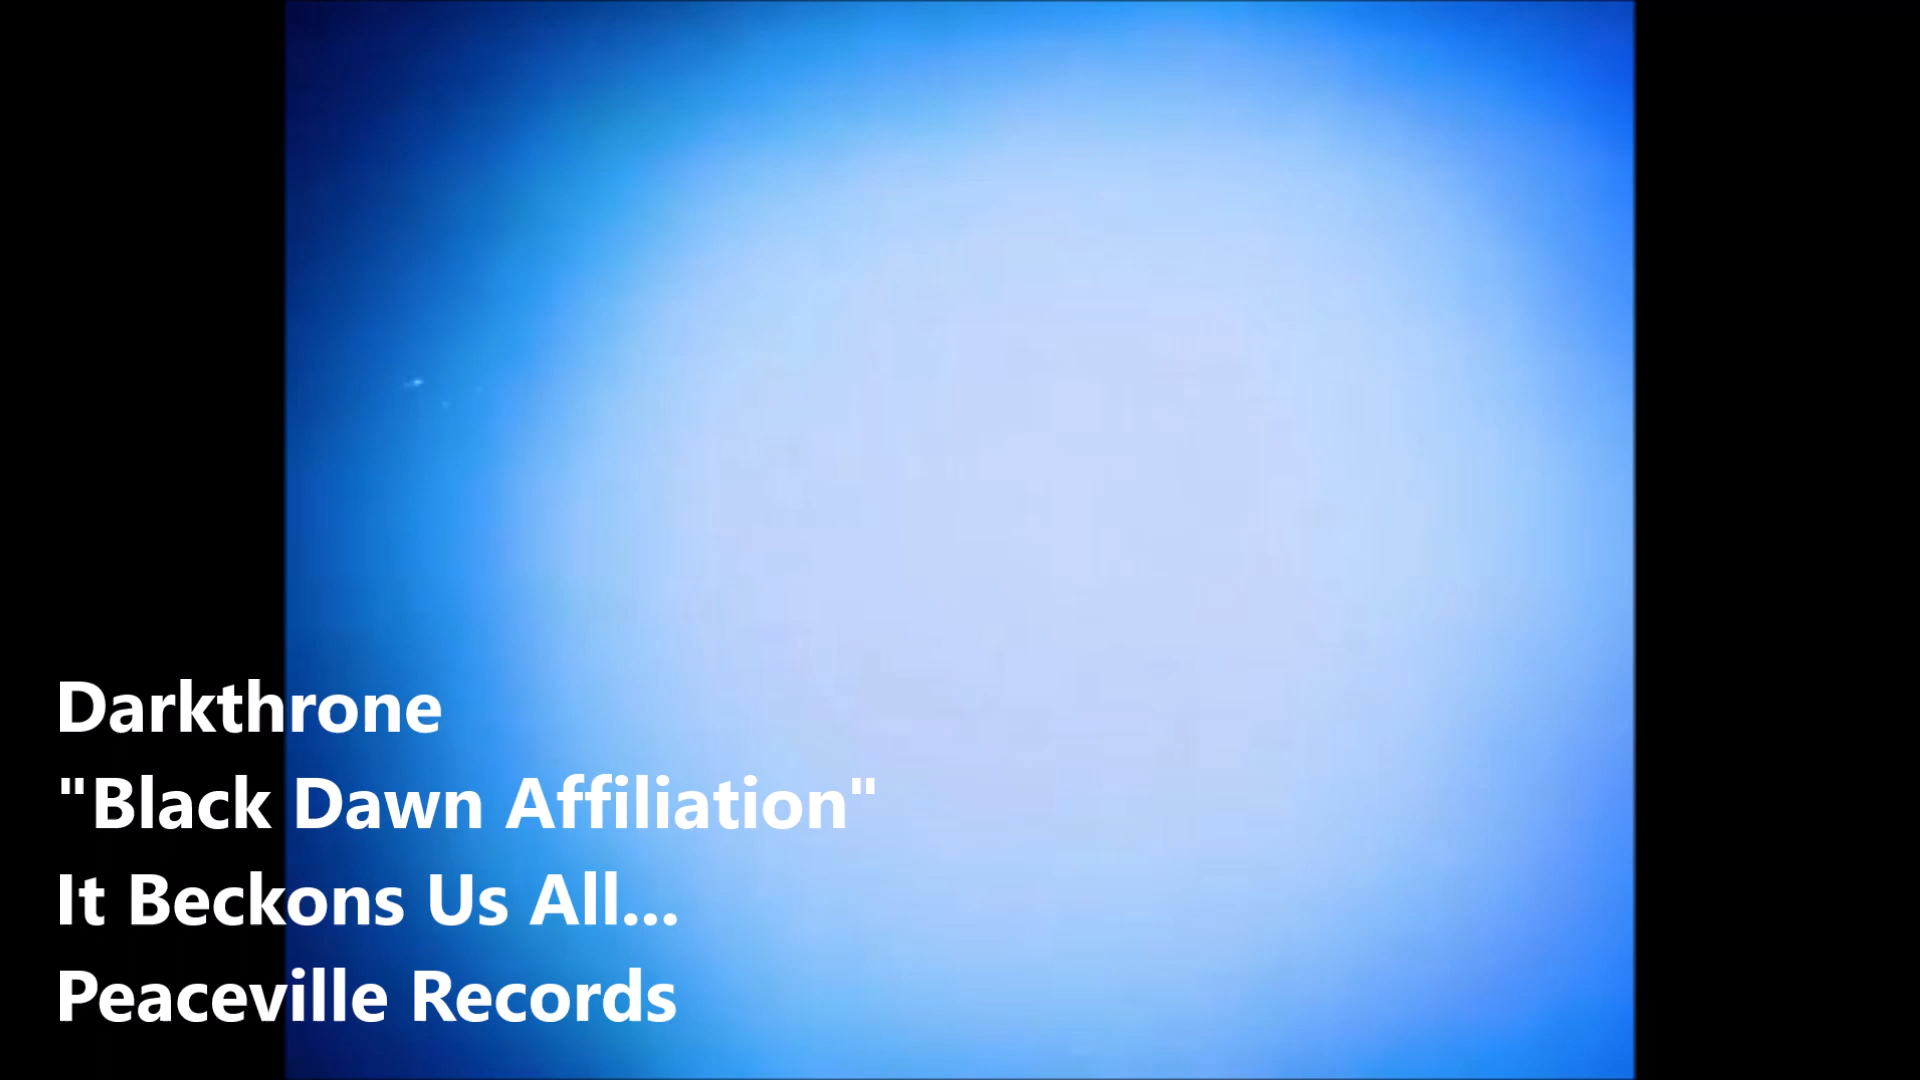 Darkthrone
"Black Dawn Affiliation"
It Beckons Us All...
Peaceville Records